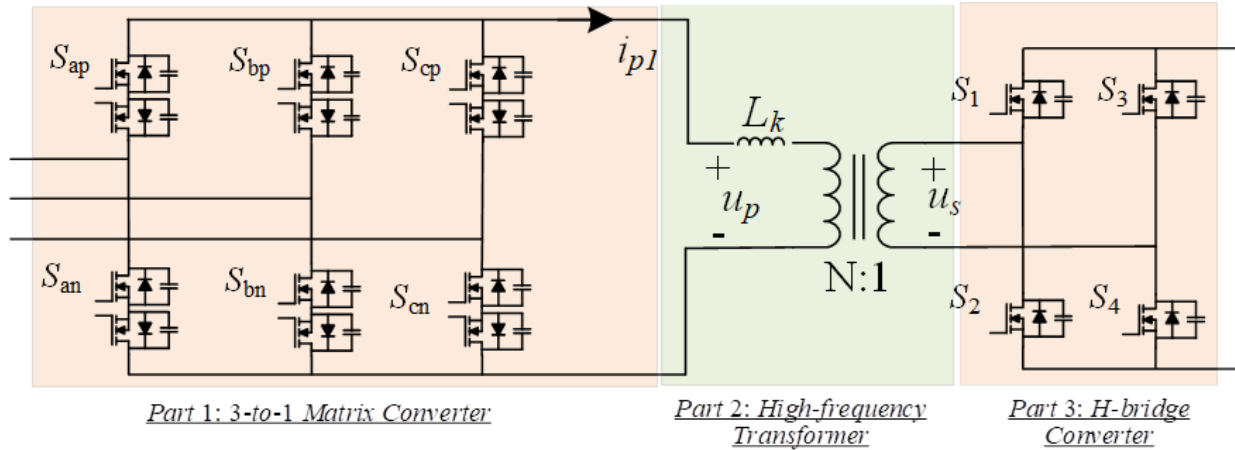 Sap
Sbp
Scp
ip1
S1
S3
Lk
+
up
-
+
us
-
N:1
San
Sbn
Scn
S2
S4
Part 1: 3-to-1 Matrix Converter
Part 2: High-frequency
Transformer
Part 3: H-bridge
Converter